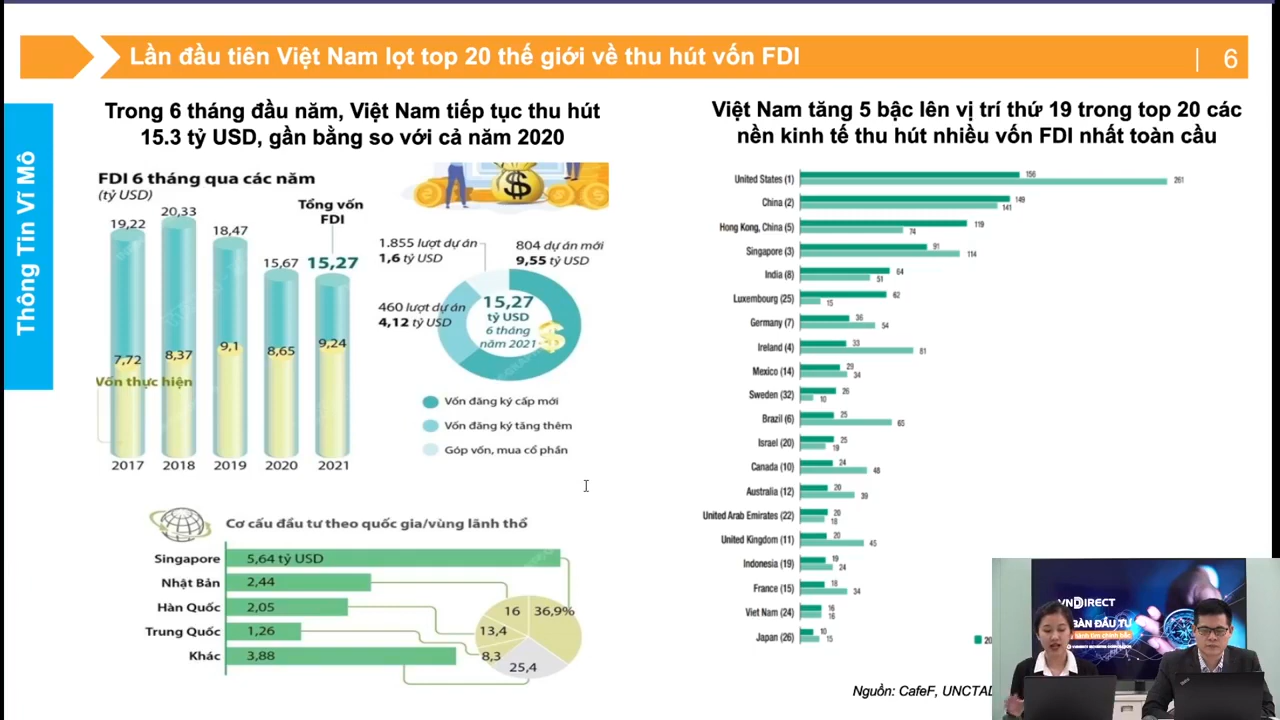 Lần đầu tiên Việt Nam lọt top 20 thế giới về thu hút vốn FDI
| 6
Thông Tin Vĩ Mô
Trong 6 tháng đầu năm, Việt Nam tiếp tục thu hút
15.3 tỷ USD, gần bằng so với cả năm 2020
FDI 6 tháng qua các năm
(tỷ USD)
Tổng vốn
FDI
19,22
20,33
18,47
15,67
15,27
7,72
8,37
9,1
8,65
9,24
Vốn thực hiện
2017
2018
2019
2020
2021
1.855 lượt dự án
1,6 tỷ USD
804 dự án mới
9,55 tỷ USD
460 lượt dự án
4,12 tỷ USD
15,27
tỷ USD
6 tháng
năm 2021
Vốn đăng ký cấp mới
Vốn đăng ký tăng thêm
Góp vốn, mua cổ phần
Cơ cấu đầu tư theo quốc gia/vùng lãnh thổ
Singapore 5,64 tỷ USD
Nhật Bản 2,44
Hàn Quốc 2,05
Trung Quốc 1,26
Khác 3,88
16
36,9%
13,4
8,3
25,4
Việt Nam tăng 5 bậc lên vị trí thứ 19 trong top 20 các
nền kinh tế thu hút nhiều vốn FDI nhất toàn cầu
United States (1) 156 261
China (2) 149 141
Hong Kong, China (5) 119 74
Singapore (3) 91 114
India (8) 64 51
Luxembourg (25) 62 15
Germany (7) 36 54
Ireland (4) 33 81
Mexico (14) 29 34
Sweden (32) 26 10
Brazil (6) 25 65
Israel (20) 25 19
Canada (10) 24 48
Australia (12) 20 39
United Arab Emirates (22) 20 18
United Kingdom (11) 20 45
Indonesia (19) 19 24
France (15) 18 34
Viet Nam (24) 16 16
Japan (26) 10 15
20
Nguồn: CafeF, UNCTAD
VNDIRECT
BÀN ĐẦU TƯ